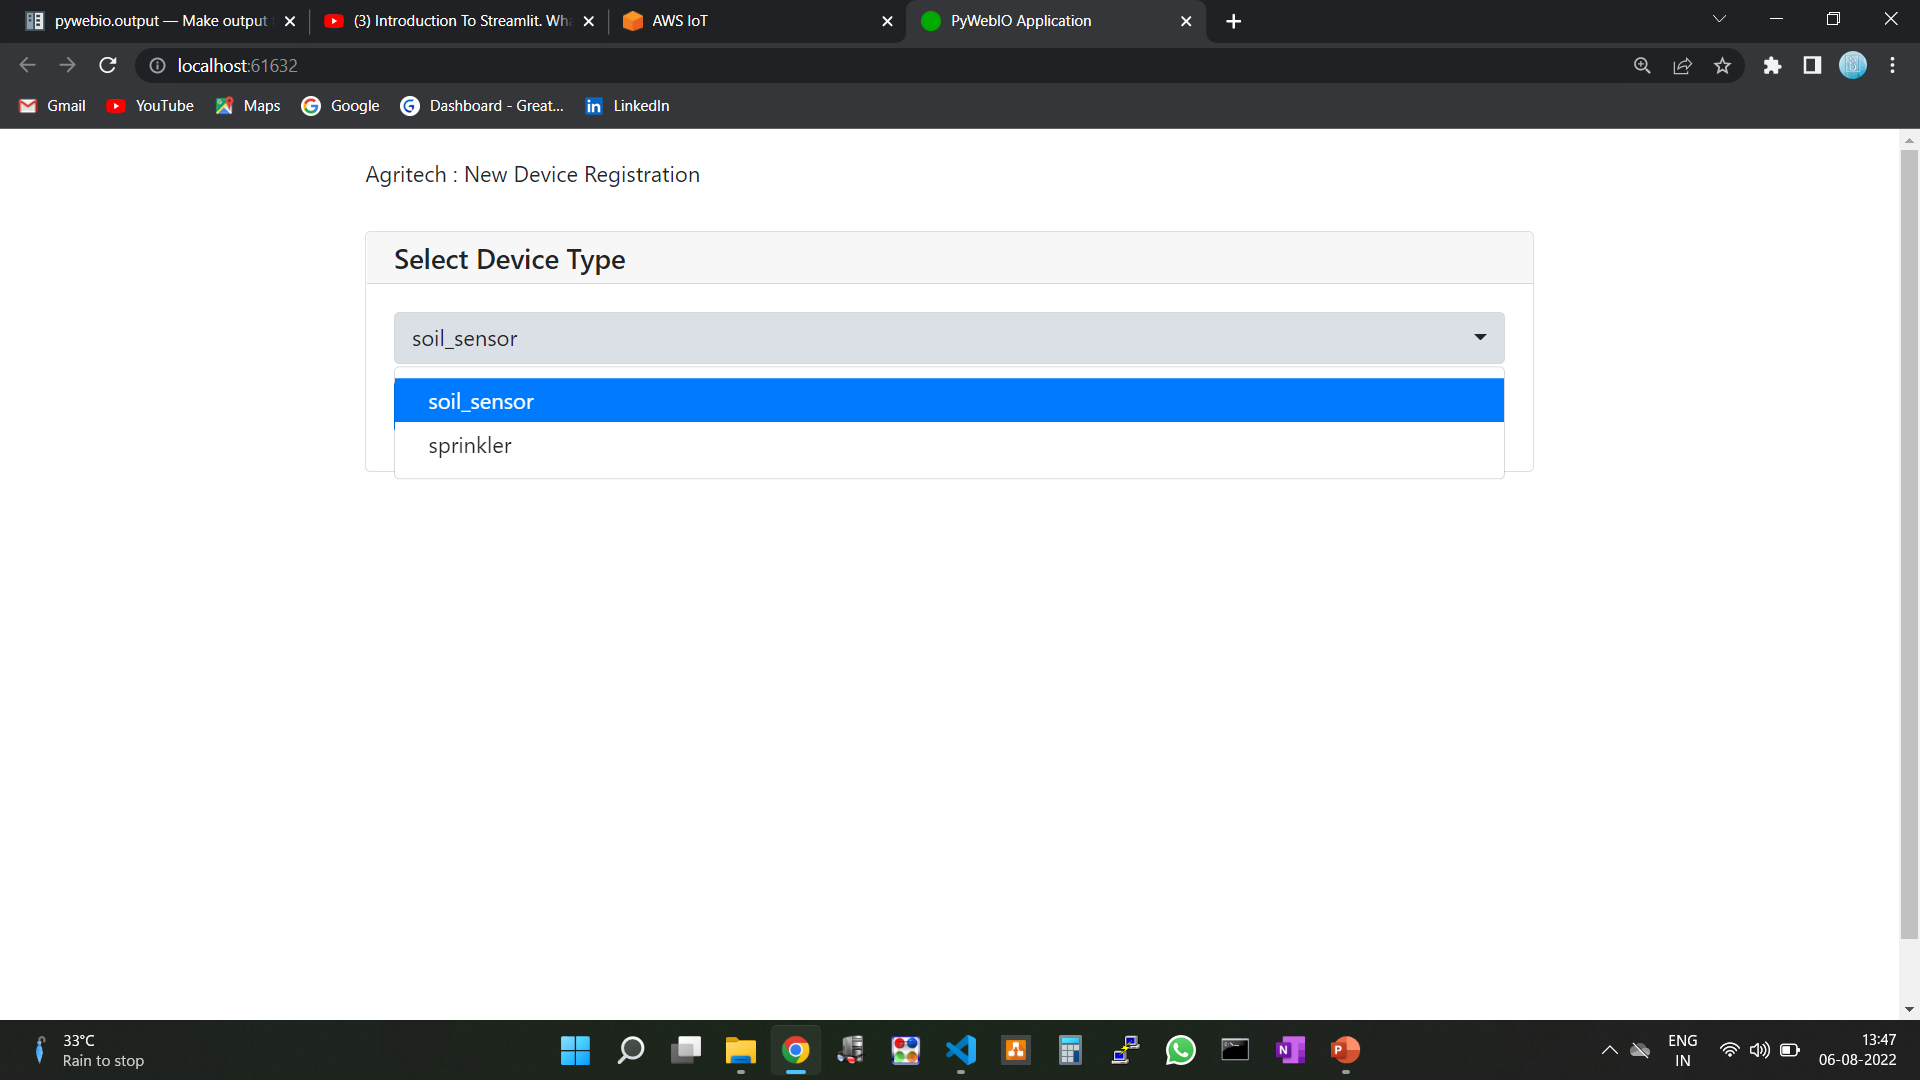 pywebio.output — Make output
(3) Introduction To Streamlit. Wh
AWS IoT
PyWebIO Application
localhost:61632
Gmail
YouTube
Maps
Google
Dashboard - Great...
LinkedIn
Agritech : New Device Registration
Select Device Type
soil_sensor
soil_sensor
sprinkler
33°C
Rain to stop
ENG
IN
13:47
06-08-2022